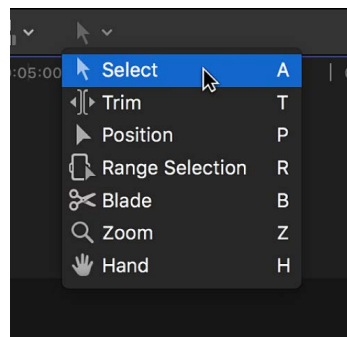 :05:00
Select A
Trim T
Position P
Range Selection R
Blade B
Zoom Z
Hand H